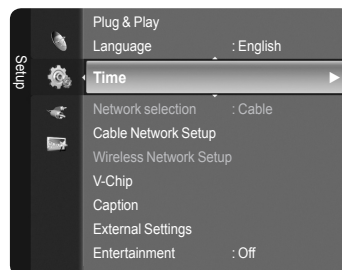 Setup
Plug & Play
Language : English
Time
Network selection : Cable
Cable Network Setup
Wireless Network Setup
V-Chip
Caption
External Settings
Entertainment : Off